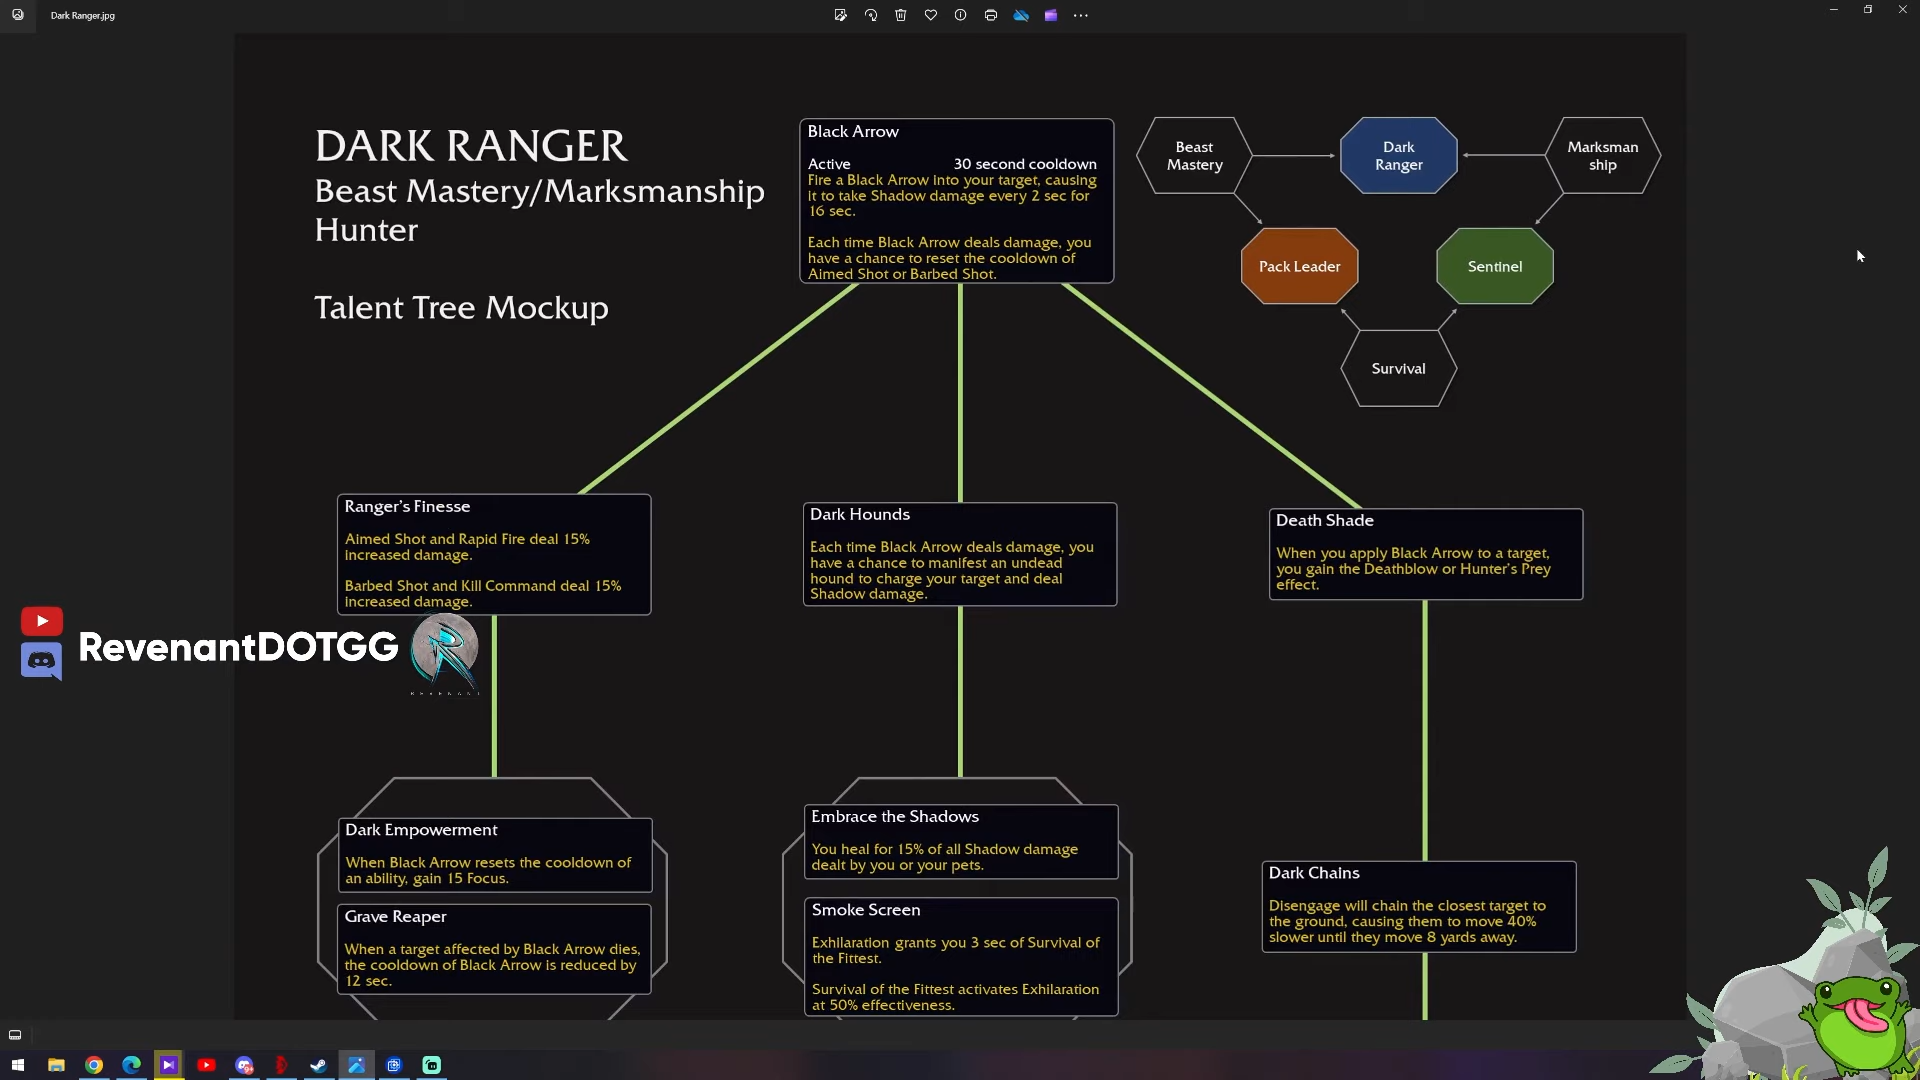 Dark Ranger.jpg
DARK RANGER
Beast Mastery/Marksmanship
Hunter
Talent Tree Mockup
Black Arrow
Active 30 second cooldown
Fire a Black Arrow into your target, causing
it to take Shadow damage every 2 sec for
16 sec.
Each time Black Arrow deals damage, you
have a chance to reset the cooldown of
Aimed Shot or Barbed Shot.
Beast
Mastery
Dark
Ranger
Marksman
ship
Pack Leader
Sentinel
Survival
Ranger's Finesse
Aimed Shot and Rapid Fire deal 15%
increased damage.
Barbed Shot and Kill Command deal 15%
increased damage.
Dark Hounds
Each time Black Arrow deals damage, you
have a chance to manifest an undead
hound to charge your target and deal
Shadow damage.
Death Shade
When you apply Black Arrow to a target,
you gain the Deathblow or Hunter's Prey
effect.
RevenantDOTGG
REVENANT
Dark Empowerment
When Black Arrow resets the cooldown of
an ability, gain 15 Focus.
Grave Reaper
When a target affected by Black Arrow dies,
the cooldown of Black Arrow is reduced by
12 sec.
Embrace the Shadows
You heal for 15% of all Shadow damage
dealt by you or your pets.
Smoke Screen
Exhilaration grants you 3 sec of Survival of
the Fittest.
Survival of the Fittest activates Exhilaration
at 50% effectiveness.
Dark Chains
Disengage will chain the closest target to
the ground, causing them to move 40%
slower until they move 8 yards away.